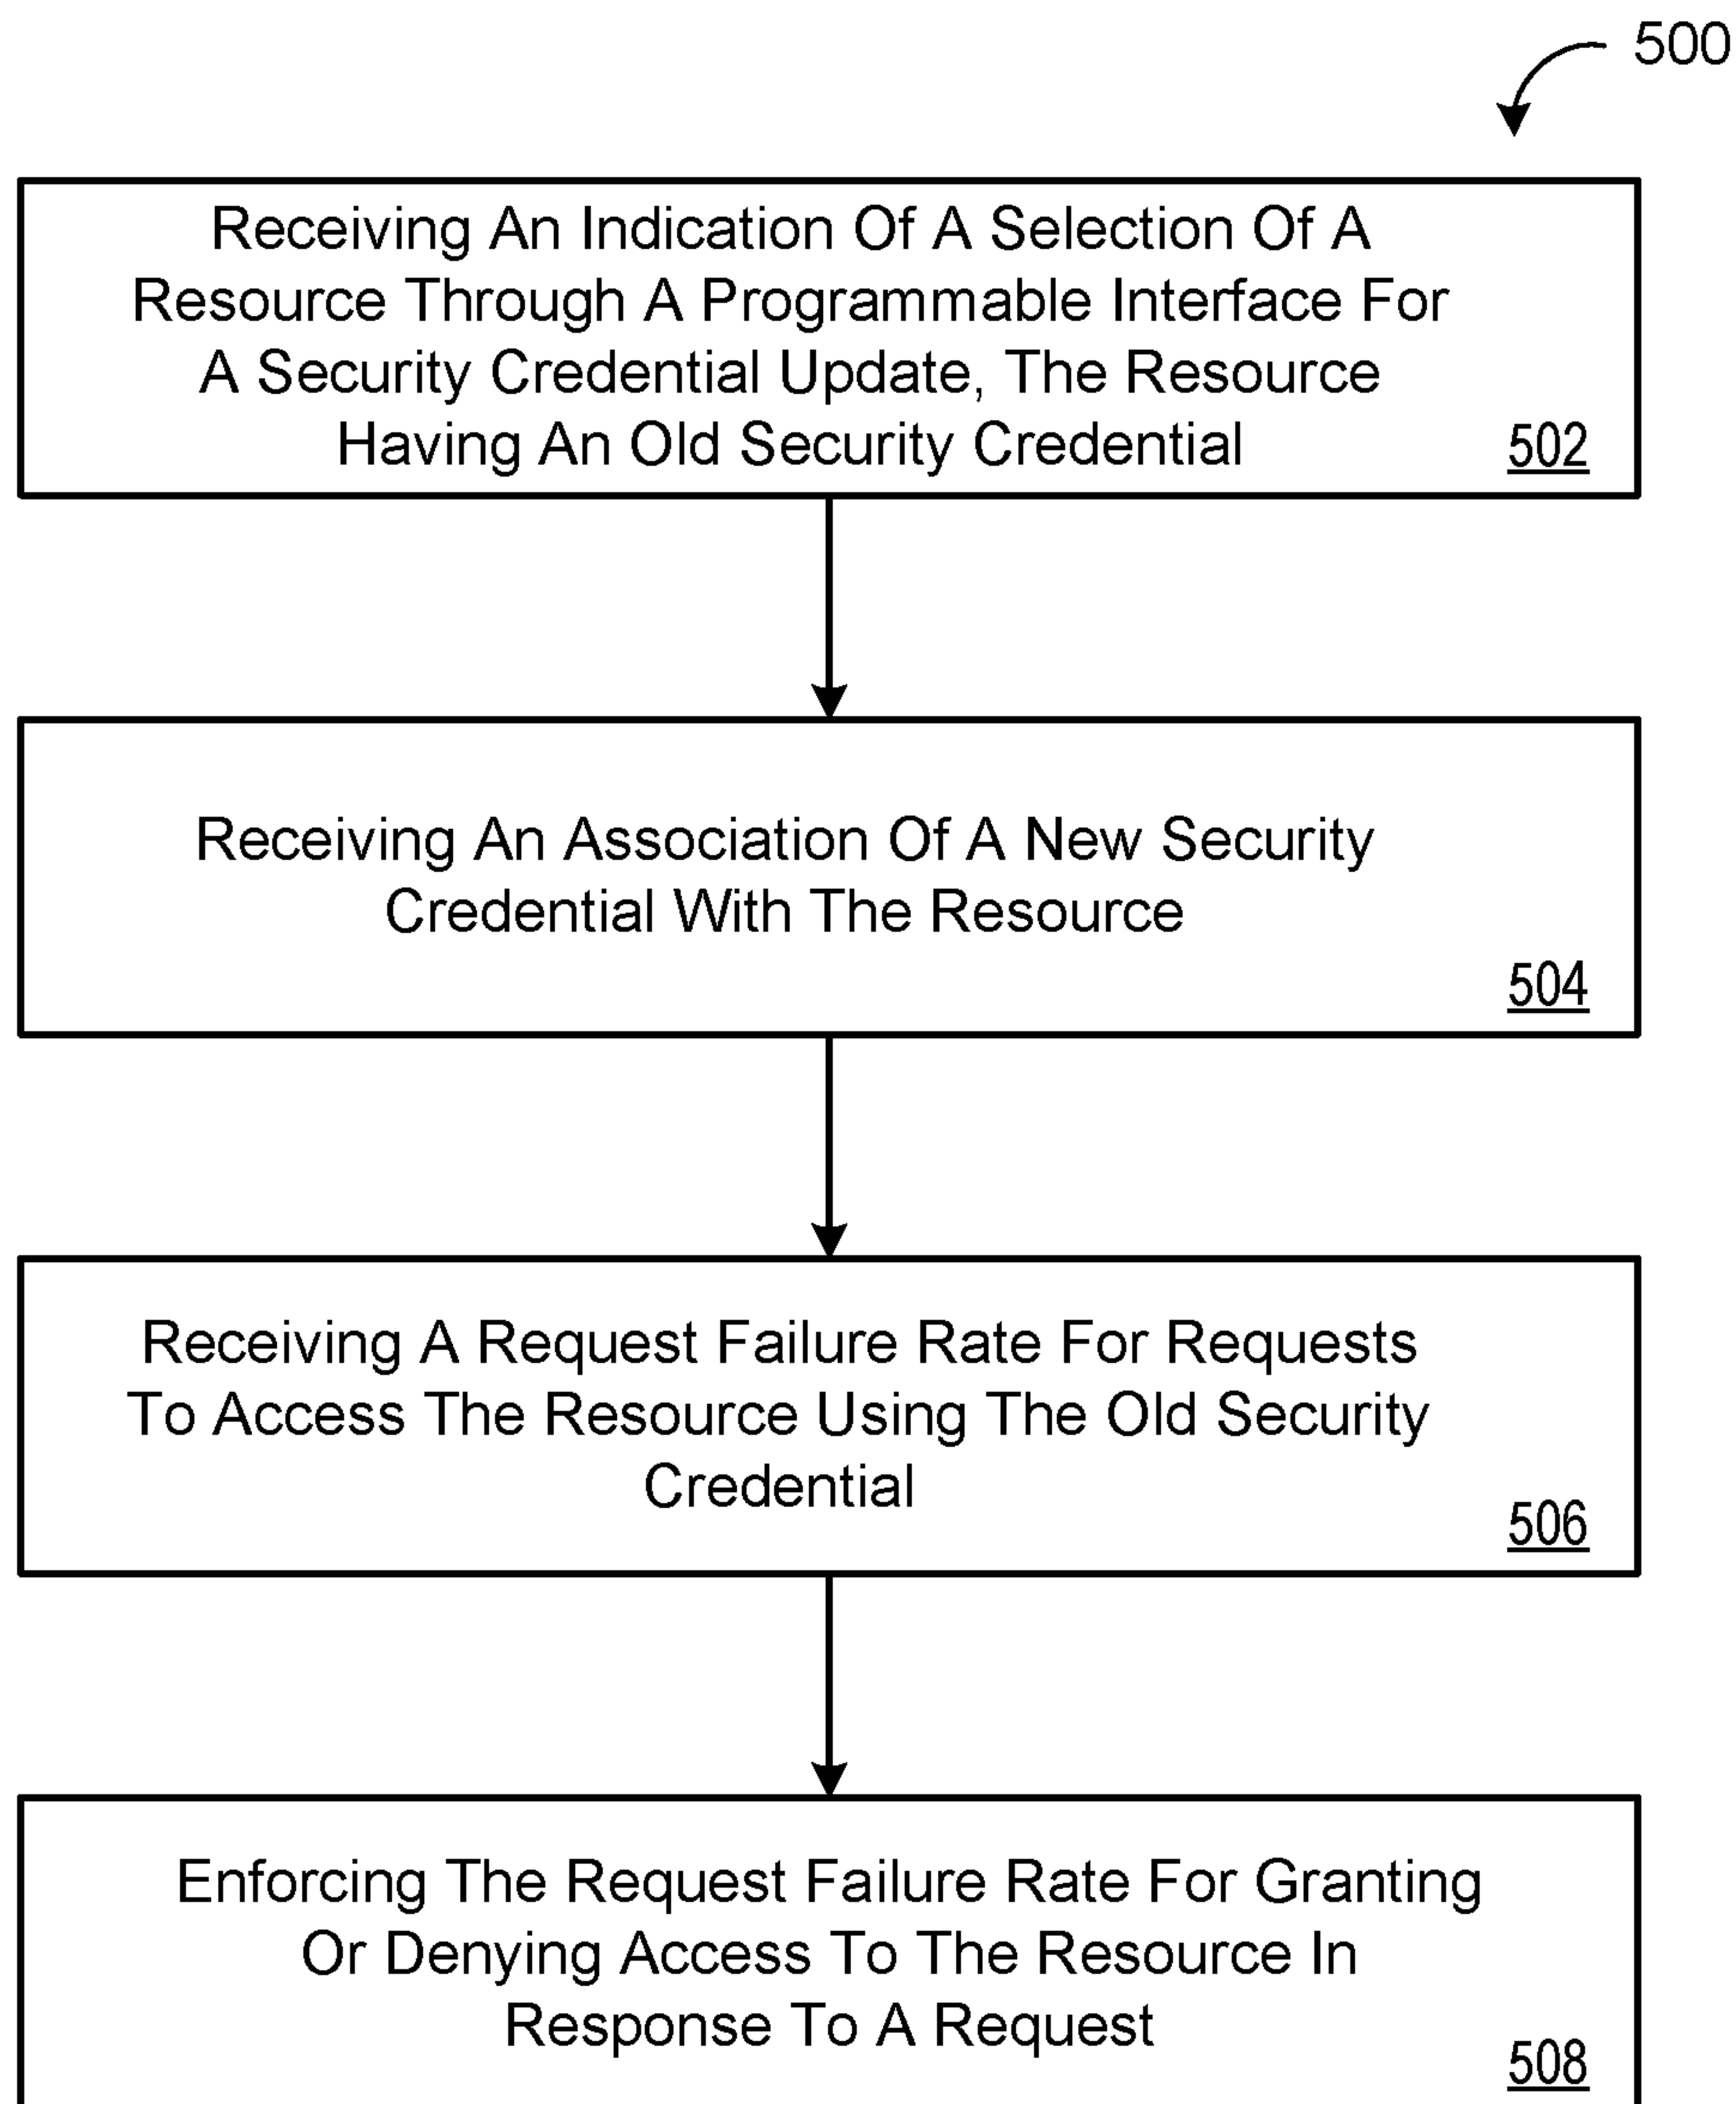 500
Receiving An Indication Of A Selection Of A
Resource Through A Programmable Interface For
A Security Credential Update, The Resource
Having An Old Security Credential
502
Receiving An Association Of A New Security
Credential With The Resource
504
Receiving A Request Failure Rate For Requests
To Access The Resource Using The Old Security
Credential
506
Enforcing The Request Failure Rate For Granting
Or Denying Access To The Resource In
Response To A Request
508